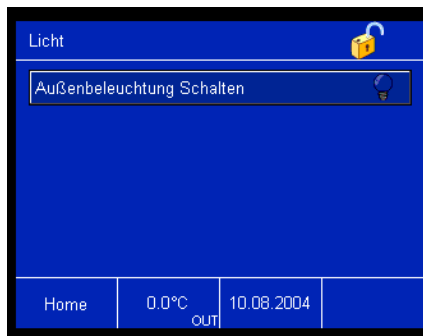 Licht
Außenbeleuchtung Schalten
Home
0.0°C
OUT
10.08.2004